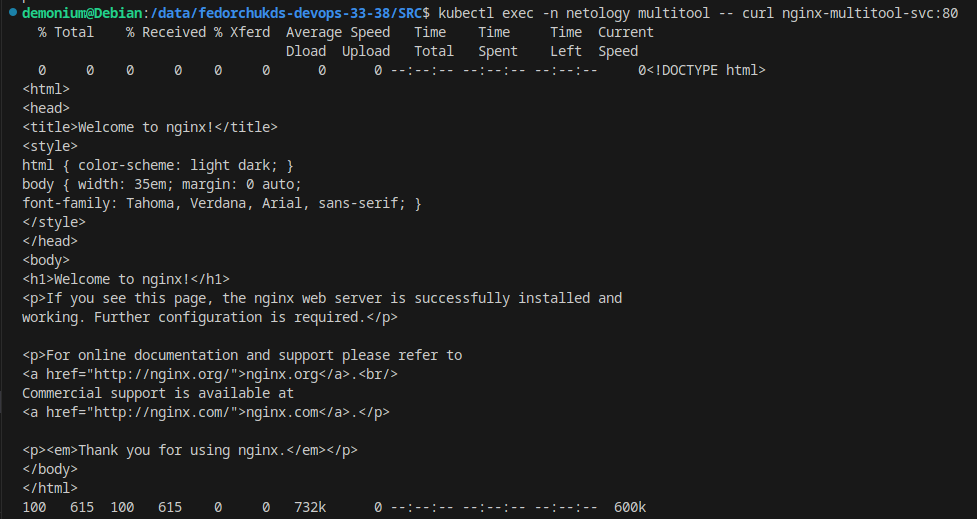 demonium@Debian:/data/fedorchukds-devops-33-38/SRC$ kubectl exec -n netology multitool -- curl nginx-multitool-svc:80
  % Total    % Received % Xferd  Average Speed   Time    Time     Time  Current
                                 Dload  Upload   Total   Spent    Left  Speed
  0     0    0     0    0     0      0      0 --:--:-- --:--:-- --:--:--     0<!DOCTYPE html>
<html>
<head>
<title>Welcome to nginx!</title>
<style>
html { color-scheme: light dark; }
body { width: 35em; margin: 0 auto;
font-family: Tahoma, Verdana, Arial, sans-serif; }
</style>
</head>
<body>
<h1>Welcome to nginx!</h1>
<p>If you see this page, the nginx web server is successfully installed and
working. Further configuration is required.</p>

<p>For online documentation and support please refer to
<a href="http://nginx.org/">nginx.org</a>.<br/>
Commercial support is available at
<a href="http://nginx.com/">nginx.com</a>.</p>

<p><em>Thank you for using nginx.</em></p>
</body>
</html>
100   615  100   615    0     0   732k      0 --:--:-- --:--:-- --:--:--  600k